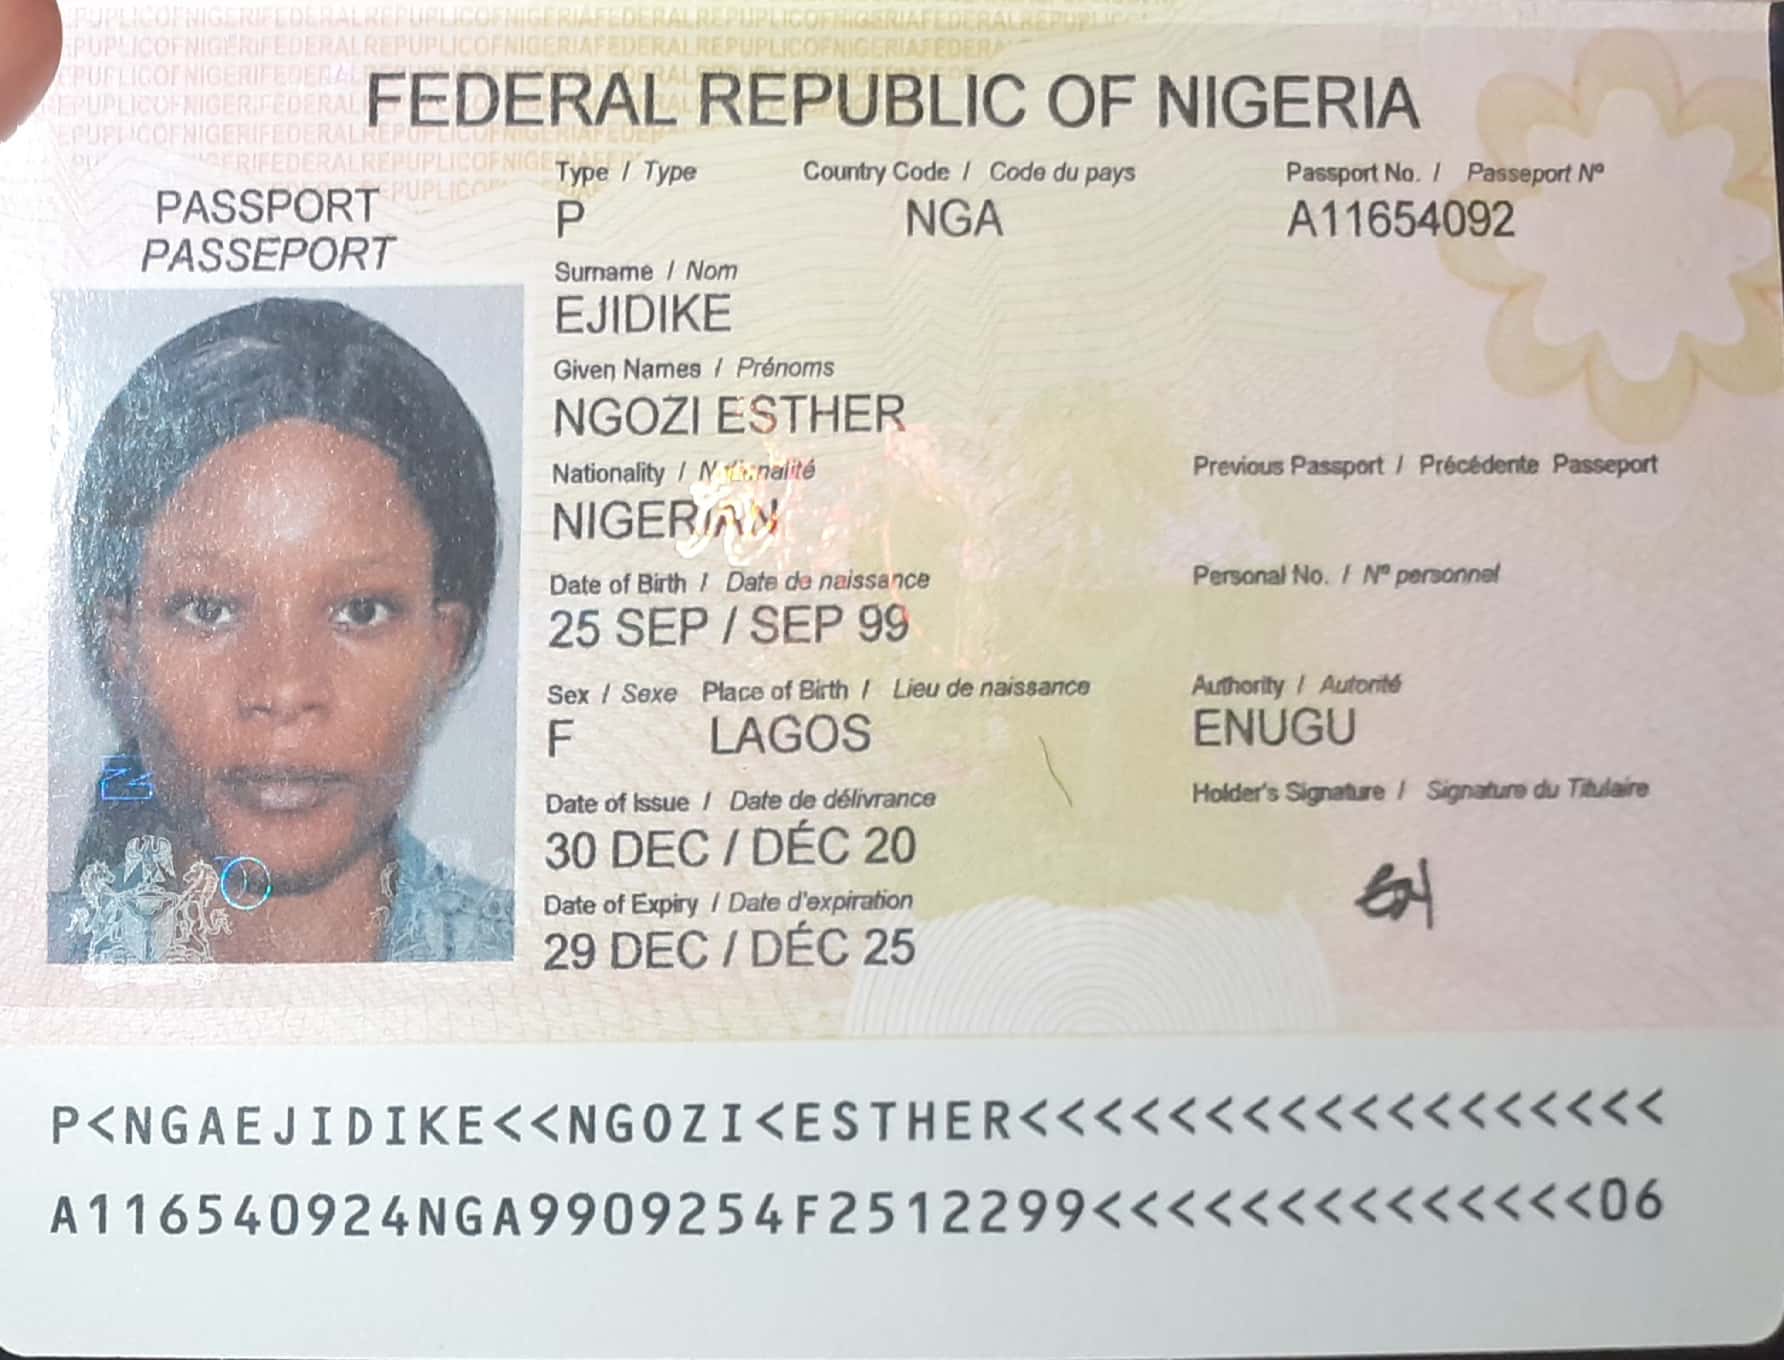 FEDERAL REPUBLIC OF NIGERIA
PASSPORT
PASSEPORT
Type / Type Country Code / Code du pays Passport No. / Passeport Nº
P NGA A11654092
Surname / Nom
EJIDIKE
Given Names / Prénoms
NGOZI ESTHER
Nationality / Nationalité
NIGERIAN
Previous Passport / Précédente Passeport
Date of Birth / Date de naissance
25 SEP / SEP 99
Personal No. / Nº personnel
Sex / Sexe Place of Birth / Lieu de naissance
F LAGOS
Authority / Autorité
ENUGU
Date of Issue / Date de délivrance
30 DEC / DÉC 20
Holder's Signature / Signature du Titulaire
Date of Expiry / Date d'expiration
29 DEC / DÉC 25
P<NGAEJIDIKE<<NGOZI<ESTHER<<<<<<<<<<<<<<<<<<
A116540924NGA9909254F2512299<<<<<<<<<<<<<<06